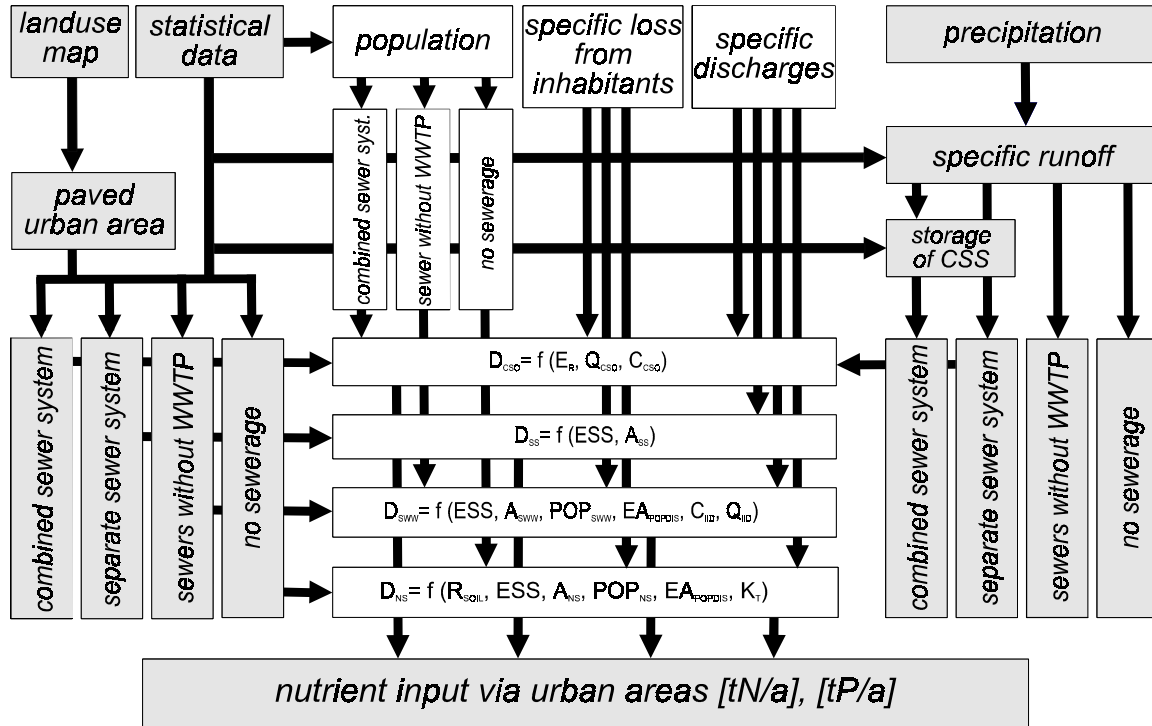 landuse
map
statistical
data
population
specific loss
from
inhabitants
specific
discharges
precipitation
combined sewer syst.
sewer without WWTP
no sewerage
specific runoff
paved
urban area
storage
of CSS
combined sewer system
separate sewer system
sewers without WWTP
no sewerage
D_CSO= f (E_R, Q_CSO, C_CSO)
D_SS= f (ESS, A_SS)
D_SWW= f (ESS, A_SWW, POP_SWW, EA_POPDIS, C_IID, Q_IID)
D_NS= f (R_SOIL, ESS, A_NS, POP_NS, EA_POPDIS, K_T)
combined sewer system
separate sewer system
sewers without WWTP
no sewerage
nutrient input via urban areas [tN/a], [tP/a]